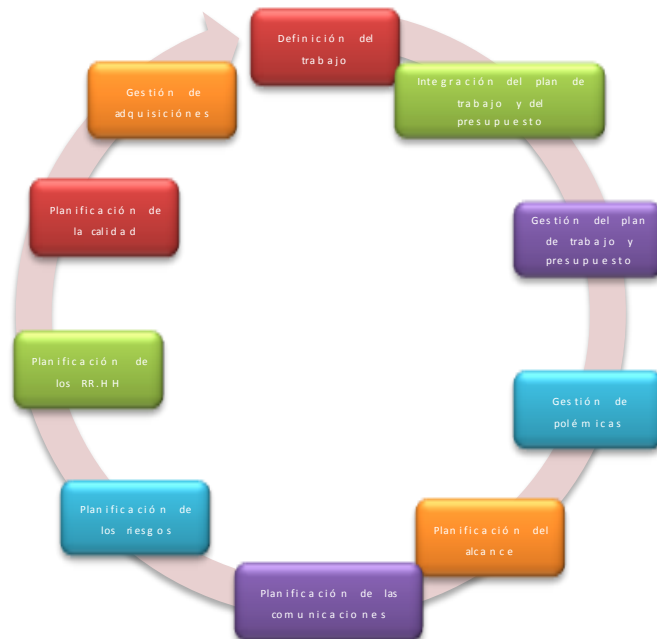 Definición del
trabajo
Integración del plan de
trabajo y del
presupuesto
Gestión del plan
de trabajo y
presupuesto
Gestión de
polémicas
Planificación del
alcance
Planificación de las
comunicaciones
Planificación de
los riesgos
Planificación de
los RR.HH
Planificación de
la calidad
Gestión de
adquisiciónes